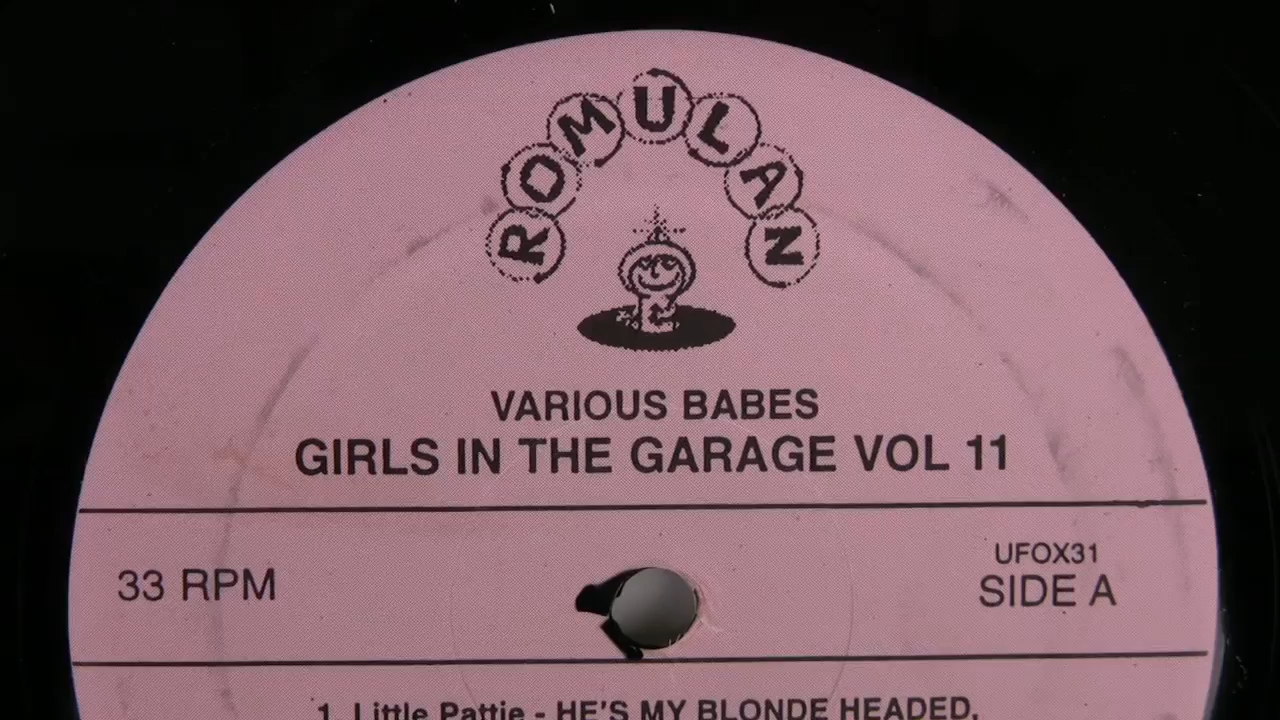 ROMULAN
VARIOUS BABES
GIRLS IN THE GARAGE VOL 11
33 RPM
UFOX31
SIDE A
1. Little Pattie - HE'S MY BLONDE HEADED,